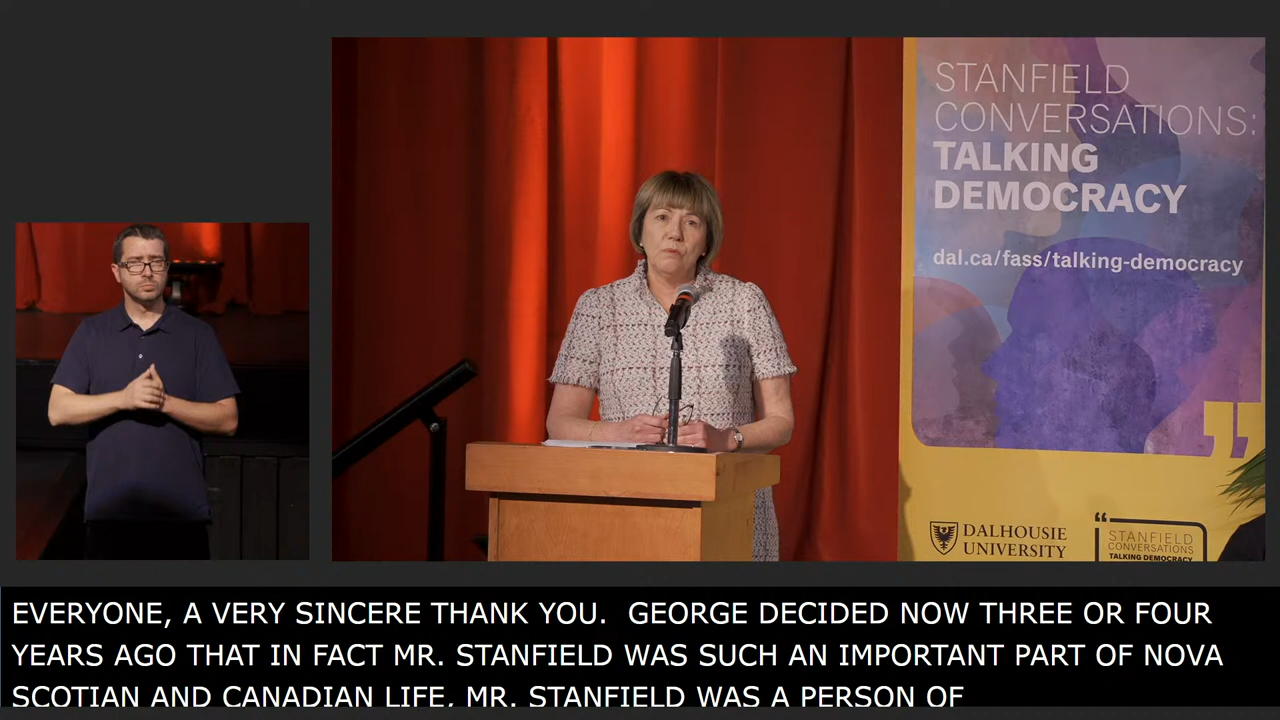 STANFIELD
CONVERSATIONS:
TALKING
DEMOCRACY
dal.ca/fass/talking-democracy
”
DALHOUSIE
UNIVERSITY
“
STANFIELD
CONVERSATIONS
TALKING DEMOCRACY
EVERYONE, A VERY SINCERE THANK YOU.  GEORGE DECIDED NOW THREE OR FOUR
YEARS AGO THAT IN FACT MR. STANFIELD WAS SUCH AN IMPORTANT PART OF NOVA
SCOTIAN AND CANADIAN LIFE, MR. STANFIELD WAS A PERSON OF